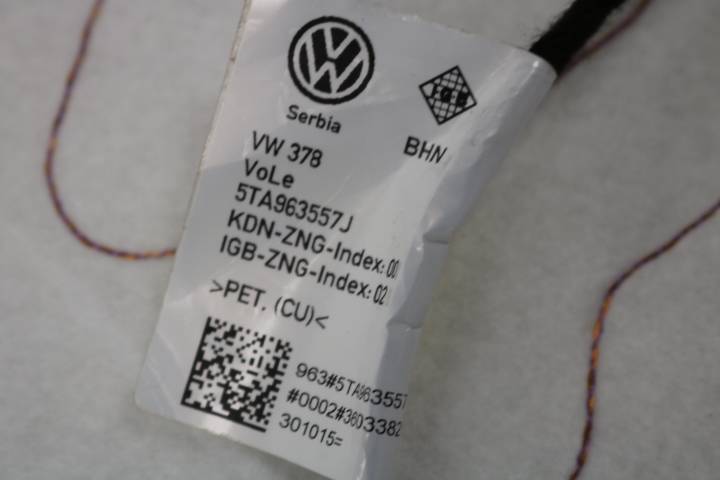 Serbia
BHN
VW 378
VoLe
5TA963557J
KDN-ZNG-Index: 00
IGB-ZNG-Index: 02
>PET, (CU)<
963#5TA963557
#0002#3603382
301015=